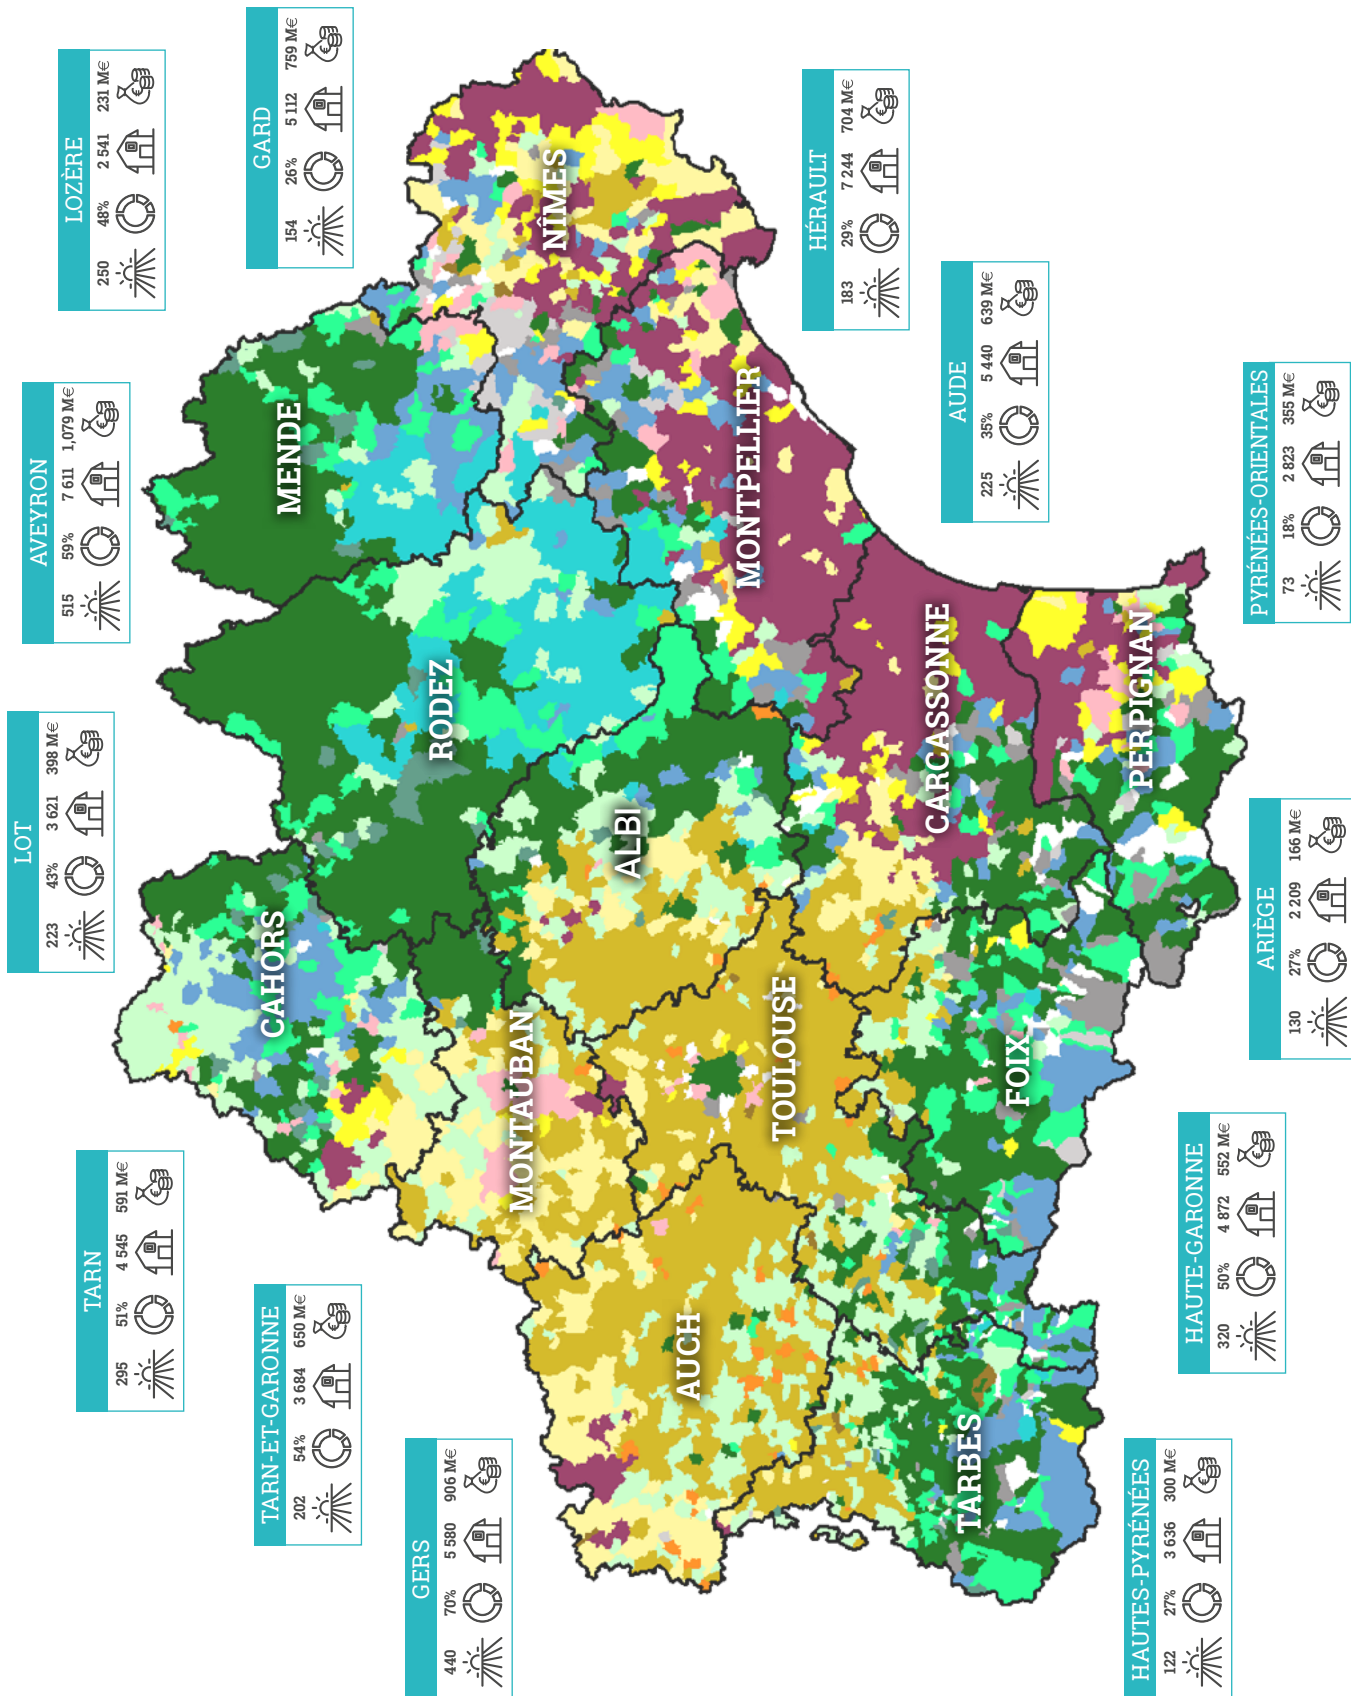 LOT
223 43% 3 621 398 M€
AVEYRON
515 59% 7 611 1,079 M€
LOZÈRE
250 48% 2 541 231 M€
GARD
154 26% 5 112 759 M€
TARN
295 51% 4 545 591 M€
TARN-ET-GARONNE
202 54% 3 684 650 M€
GERS
440 70% 5 580 906 M€
HÉRAULT
183 29% 7 244 704 M€
AUDE
225 35% 5 440 639 M€
PYRÉNÉES-ORIENTALES
73 18% 2 823 355 M€
ARIÈGE
130 27% 2 209 166 M€
HAUTE-GARONNE
320 50% 4 872 552 M€
HAUTES-PYRÉNÉES
122 27% 3 636 300 M€
CAHORS
MENDE
RODEZ
MONTAUBAN
NÎMES
ALBI
AUCH
MONTPELLIER
TOULOUSE
CARCASSONNE
TARBES
FOIX
PERPIGNAN